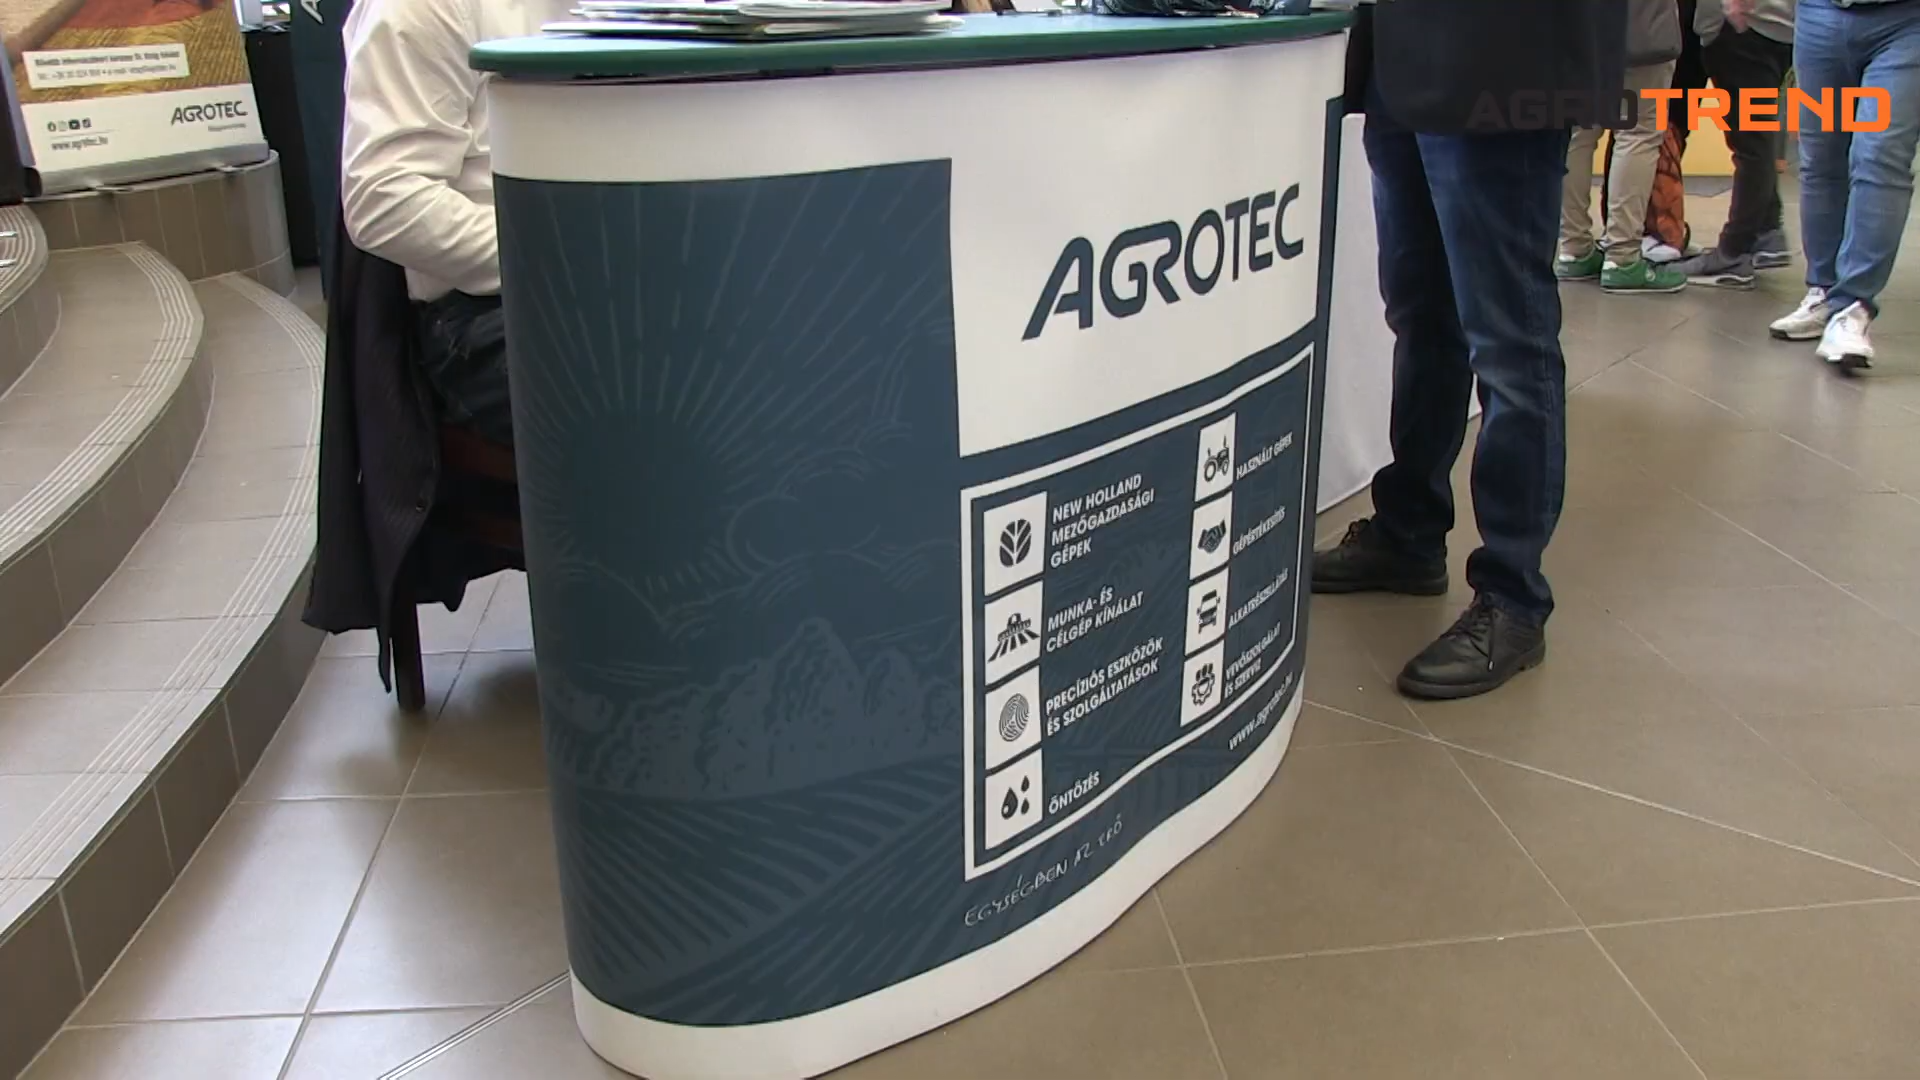 AGROTREND
AGROTEC
www.agrotec.hu
AGROTEC
NEW HOLLAND
MEZŐGAZDASÁGI
GÉPEK
MUNKA- ÉS
CÉLGÉP KÍNÁLAT
PRECÍZIÓS ESZKÖZÖK
ÉS SZOLGÁLTATÁSOK
ÖNTÖZÉS
HASZNÁLT GÉPEK
GÉPÉRTÉKESÍTÉS
ALKATRÉSZELLÁTÁS
VEVŐSZOLGÁLAT
ÉS SZERVIZ
www.agrotec.hu
EGYSÉGBEN AZ ERŐ